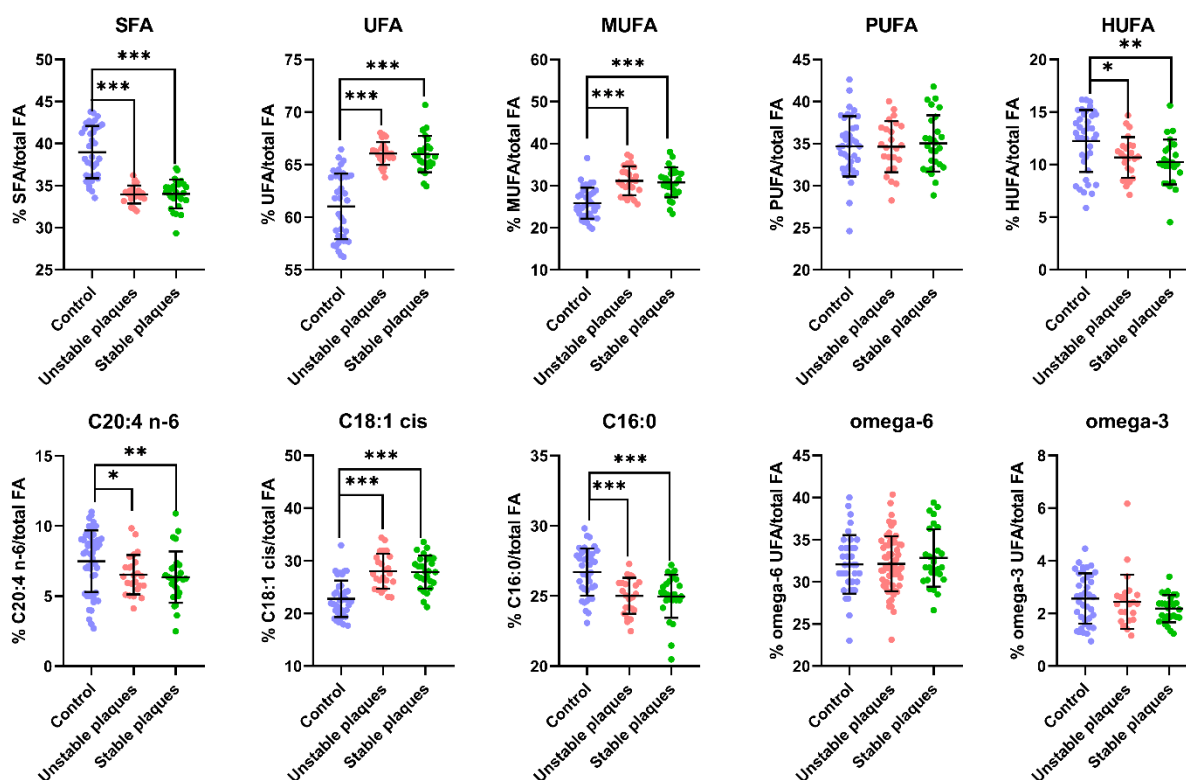 SFA
% SFA/total FA
50
45
40
35
30
25
***
***
Control
Unstable plaques
Stable plaques
UFA
% UFA/total FA
75
70
65
60
55
***
***
Control
Unstable plaques
Stable plaques
MUFA
% MUFA/total FA
60
50
40
30
20
10
***
***
Control
Unstable plaques
Stable plaques
PUFA
% PUFA/total FA
45
40
35
30
25
20
Control
Unstable plaques
Stable plaques
HUFA
% HUFA/total FA
20
15
10
5
0
**
*
Control
Unstable plaques
Stable plaques
C20:4 n-6
% C20:4 n-6/total FA
15
10
5
0
**
*
Control
Unstable plaques
Stable plaques
C18:1 cis
% C18:1 cis/total FA
50
40
30
20
10
***
***
Control
Unstable plaques
Stable plaques
C16:0
% C16:0/total FA
35
30
25
20
***
***
Control
Unstable plaques
Stable plaques
omega-6
% omega-6 UFA/total FA
45
40
35
30
25
20
Control
Unstable plaques
Stable plaques
omega-3
% omega-3 UFA/total FA
8
6
4
2
0
Control
Unstable plaques
Stable plaques